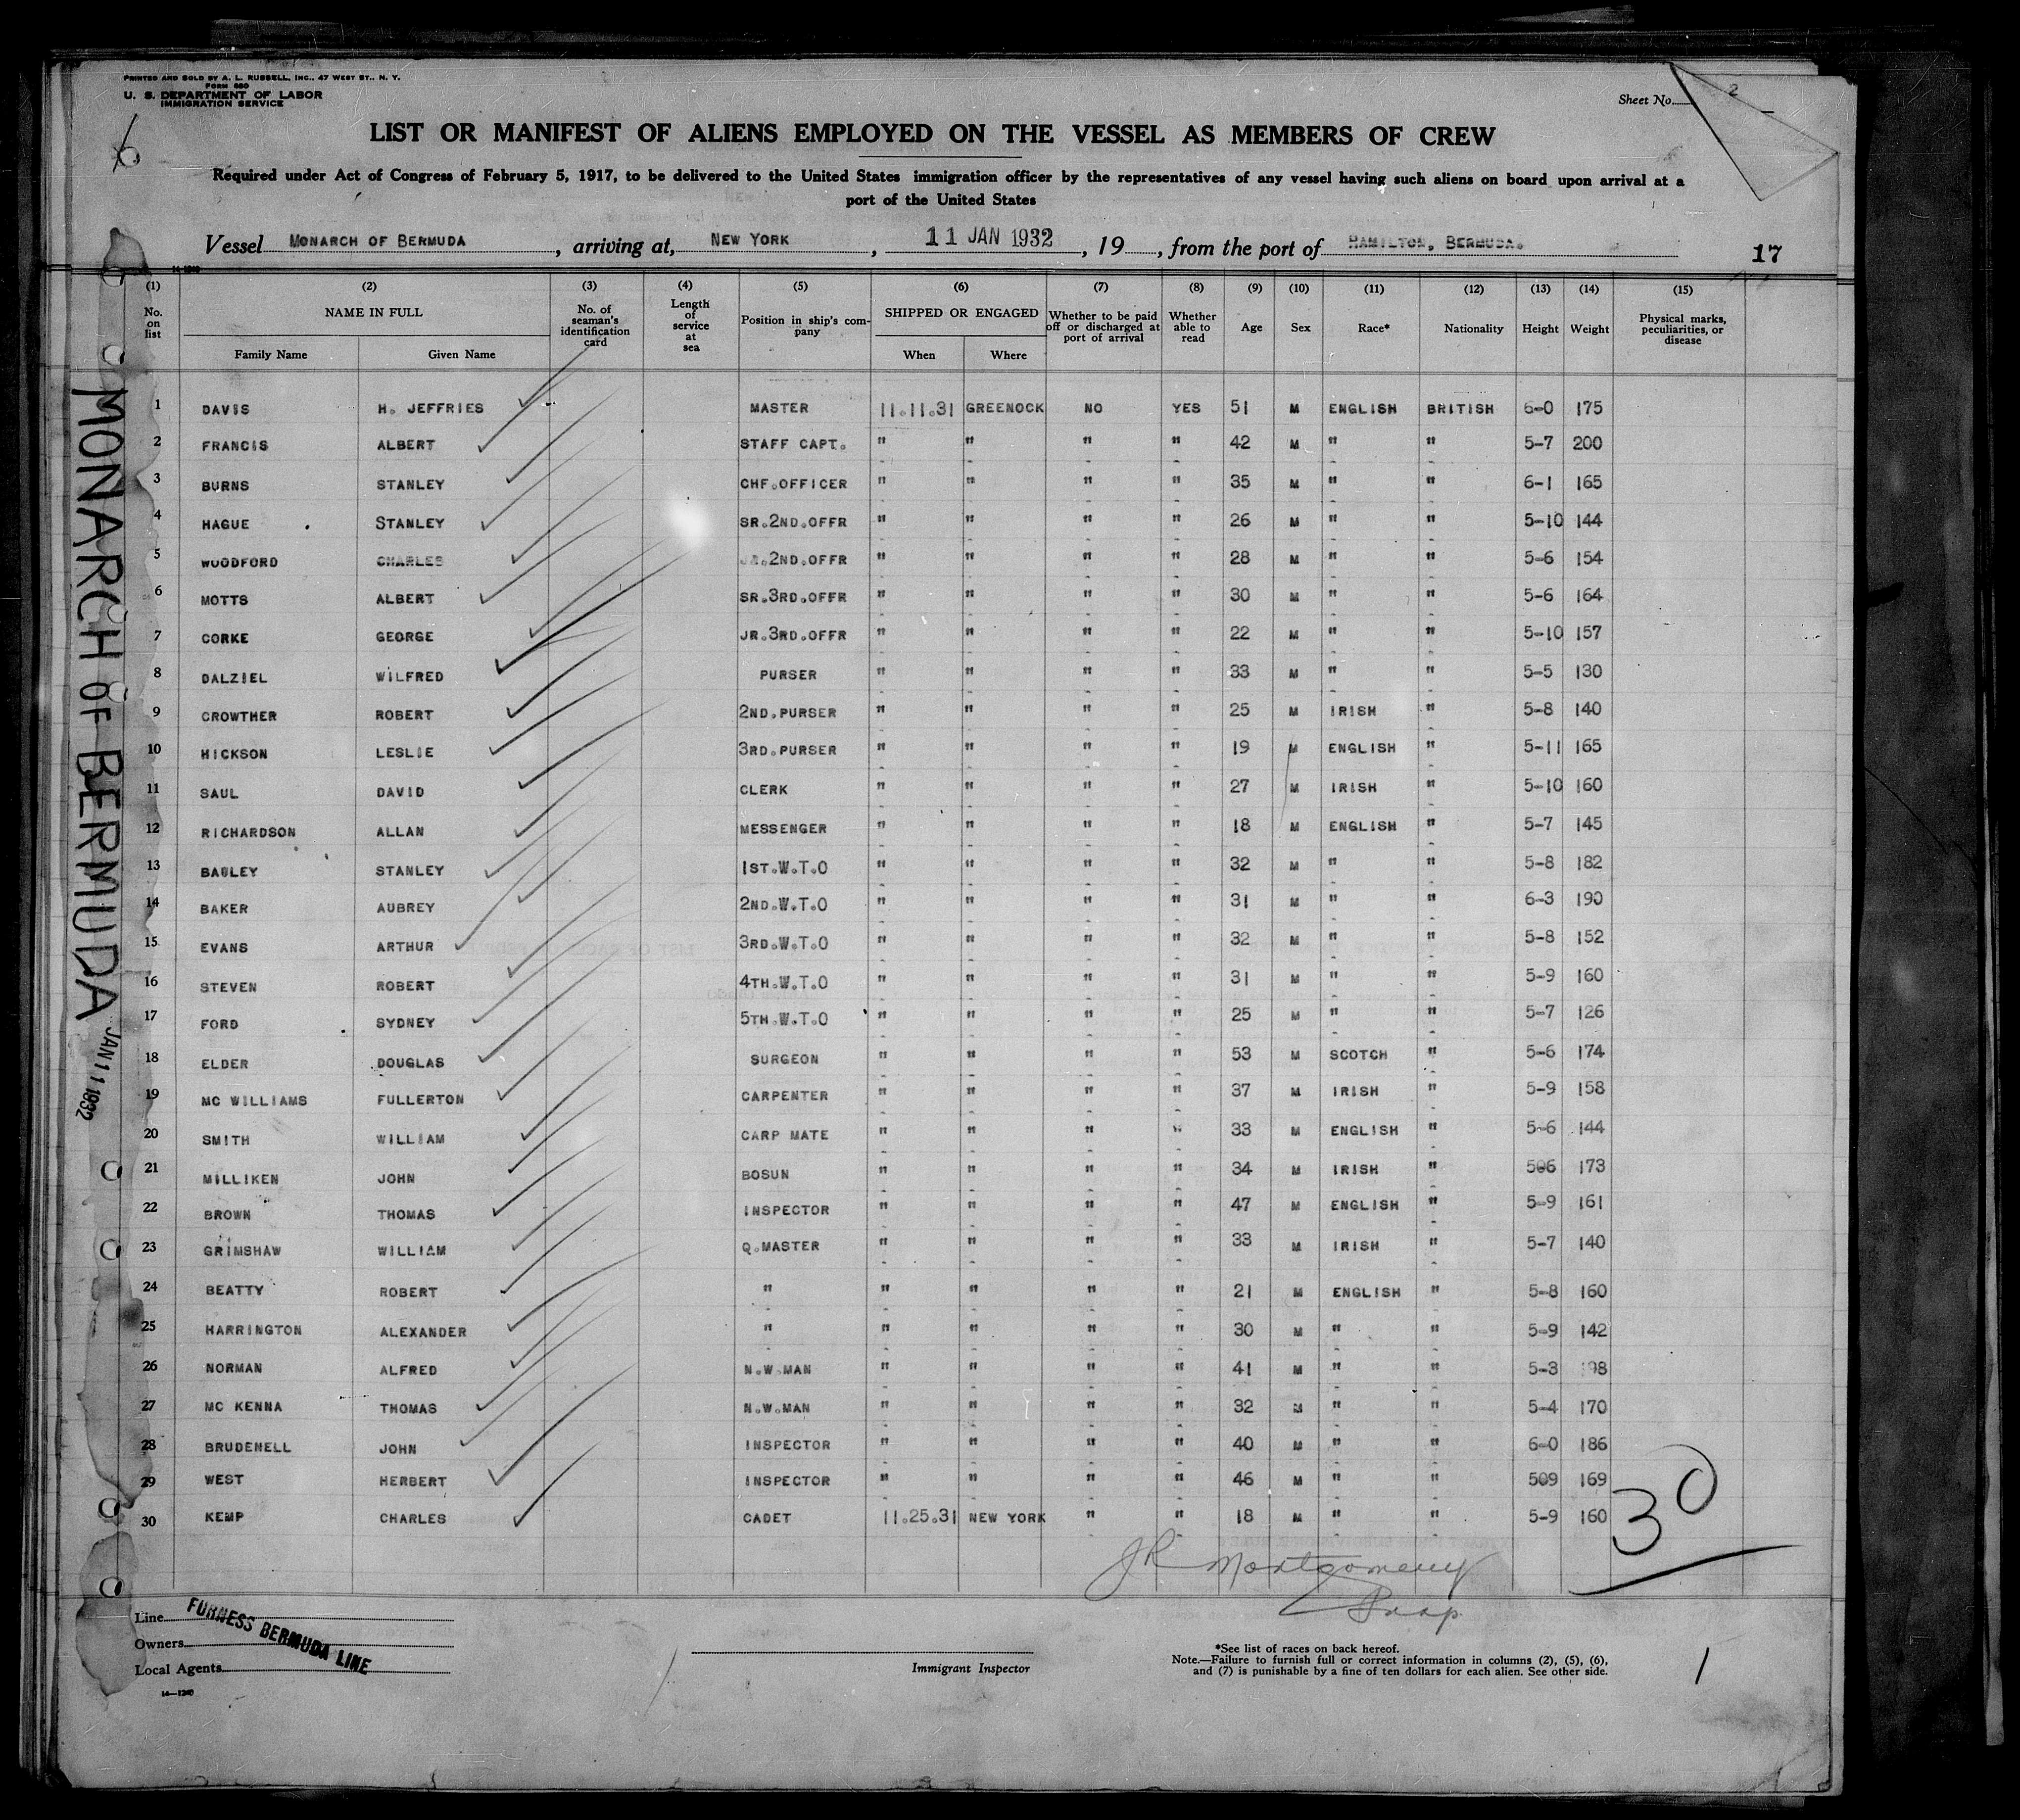 PRINTED AND SOLD BY A. L. RUSSELL, INC., 47 WEST ST., N. Y.
FORM 680
U. S. DEPARTMENT OF LABOR
IMMIGRATION SERVICE
Sheet No. 2
LIST OR MANIFEST OF ALIENS EMPLOYED ON THE VESSEL AS MEMBERS OF CREW
Required under Act of Congress of February 5, 1917, to be delivered to the United States immigration officer by the representatives of any vessel having such aliens on board upon arrival at a
port of the United States
Vessel MONARCH OF BERMUDA, arriving at, NEW YORK, 11 JAN 1932, 19, from the port of HAMILTON, BERMUDA. 17
14-1240
(1) (2) (3) (4) (5) (6) (7) (8) (9) (10) (11) (12) (13) (14) (15)
No. on list NAME IN FULL Family Name Given Name No. of seaman's identification card Length of service at sea Position in ship's company SHIPPED OR ENGAGED When Where Whether to be paid off or discharged at port of arrival Whether able to read Age Sex Race* Nationality Height Weight Physical marks, peculiarities, or disease
1 DAVIS H. JEFFRIES MASTER 11.11.31 GREENOCK NO YES 51 M ENGLISH BRITISH 6-0 175
2 FRANCIS ALBERT STAFF CAPT. " " " " 42 M " " 5-7 200
3 BURNS STANLEY CHF.OFFICER " " " " 35 M " " 6-1 165
4 HAGUE STANLEY SR.2ND.OFFR " " " " 26 M " " 5-10 144
5 WOODFORD CHARLES JR.2ND.OFFR " " " " 28 M " " 5-6 154
6 MOTTS ALBERT SR.3RD.OFFR " " " " 30 M " " 5-6 164
7 CORKE GEORGE JR.3RD.OFFR " " " " 22 M " " 5-10 157
8 DALZIEL WILFRED PURSER " " " " 33 M " " 5-5 130
9 CROWTHER ROBERT 2ND.PURSER " " " " 25 M IRISH " 5-8 140
10 HICKSON LESLIE 3RD.PURSER " " " " 19 M ENGLISH " 5-11 165
11 SAUL DAVID CLERK " " " " 27 M IRISH " 5-10 160
12 RICHARDSON ALLAN MESSENGER " " " " 18 M ENGLISH " 5-7 145
13 BAGLEY STANLEY 1ST.W.T.O " " " " 32 M " " 5-8 182
14 BAKER AUBREY 2ND.W.T.O " " " " 31 M " " 6-3 190
15 EVANS ARTHUR 3RD.W.T.O " " " " 32 M " " 5-8 152
16 STEVEN ROBERT 4TH.W.T.O " " " " 31 M " " 5-9 160
17 FORD SYDNEY 5TH.W.T.O " " " " 25 M " " 5-7 126
18 ELDER DOUGLAS SURGEON " " " " 53 M SCOTCH " 5-6 174
19 MC WILLIAMS FULLERTON CARPENTER " " " " 37 M IRISH " 5-9 158
20 SMITH WILLIAM CARP MATE " " " " 33 M ENGLISH " 5-6 144
21 MILLIKEN JOHN BOSUN " " " " 34 M IRISH " 506 173
22 BROWN THOMAS INSPECTOR " " " " 47 M ENGLISH " 5-9 161
23 GRIMSHAW WILLIAM Q.MASTER " " " " 33 M IRISH " 5-7 140
24 BEATTY ROBERT " " " " " 21 M ENGLISH " 5-8 160
25 HARRINGTON ALEXANDER " " " " " 30 M " " 5-9 142
26 NORMAN ALFRED N.W.MAN " " " " 41 M " " 5-3
27 MC KENNA THOMAS N.W.MAN " " " " 32 M " " 5-4 170
28 BRUDENELL JOHN INSPECTOR " " " " 40 M " " 6-0 186
29 WEST HERBERT INSPECTOR " " " " 46 M " " 509 169
30 KEMP CHARLES CADET 11.25.31 NEW YORK " " 18 M " " 5-9 160
30
MONARCH OF BERMUDA JAN 11 1932
JR Montgomery
Line FURNESS BERMUDA LINE
Owners
Local Agents
14-1240
Immigrant Inspector
*See list of races on back hereof.
Note.—Failure to furnish full or correct information in columns (2), (5), (6),
and (7) is punishable by a fine of ten dollars for each alien. See other side.
1